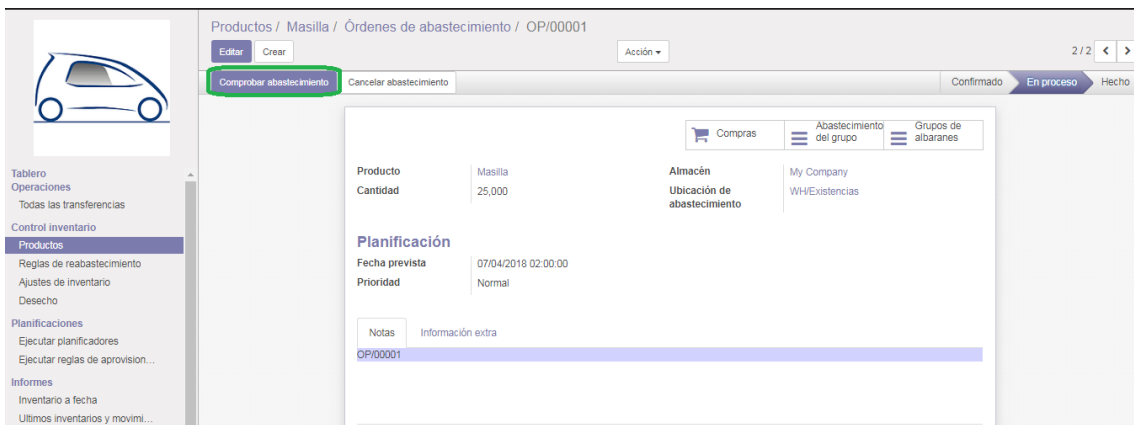 Productos / Masilla / Órdenes de abastecimiento / OP/00001
Editar Crear Acción 2 / 2
Comprobar abastecimiento Cancelar abastecimiento Confirmado En proceso Hecho
Compras
Abastecimiento del grupo
Grupos de albaranes
Tablero
Operaciones
Todas las transferencias
Control inventario
Productos
Reglas de reabastecimiento
Ajustes de inventario
Desecho
Planificaciones
Ejecutar planificadores
Ejecutar reglas de aprovision...
Informes
Inventario a fecha
Ultimos inventarios y movimi...
Producto Masilla
Cantidad 25,000
Almacén My Company
Ubicación de abastecimiento WH/Existencias
Planificación
Fecha prevista 07/04/2018 02:00:00
Prioridad Normal
Notas Información extra
OP/00001